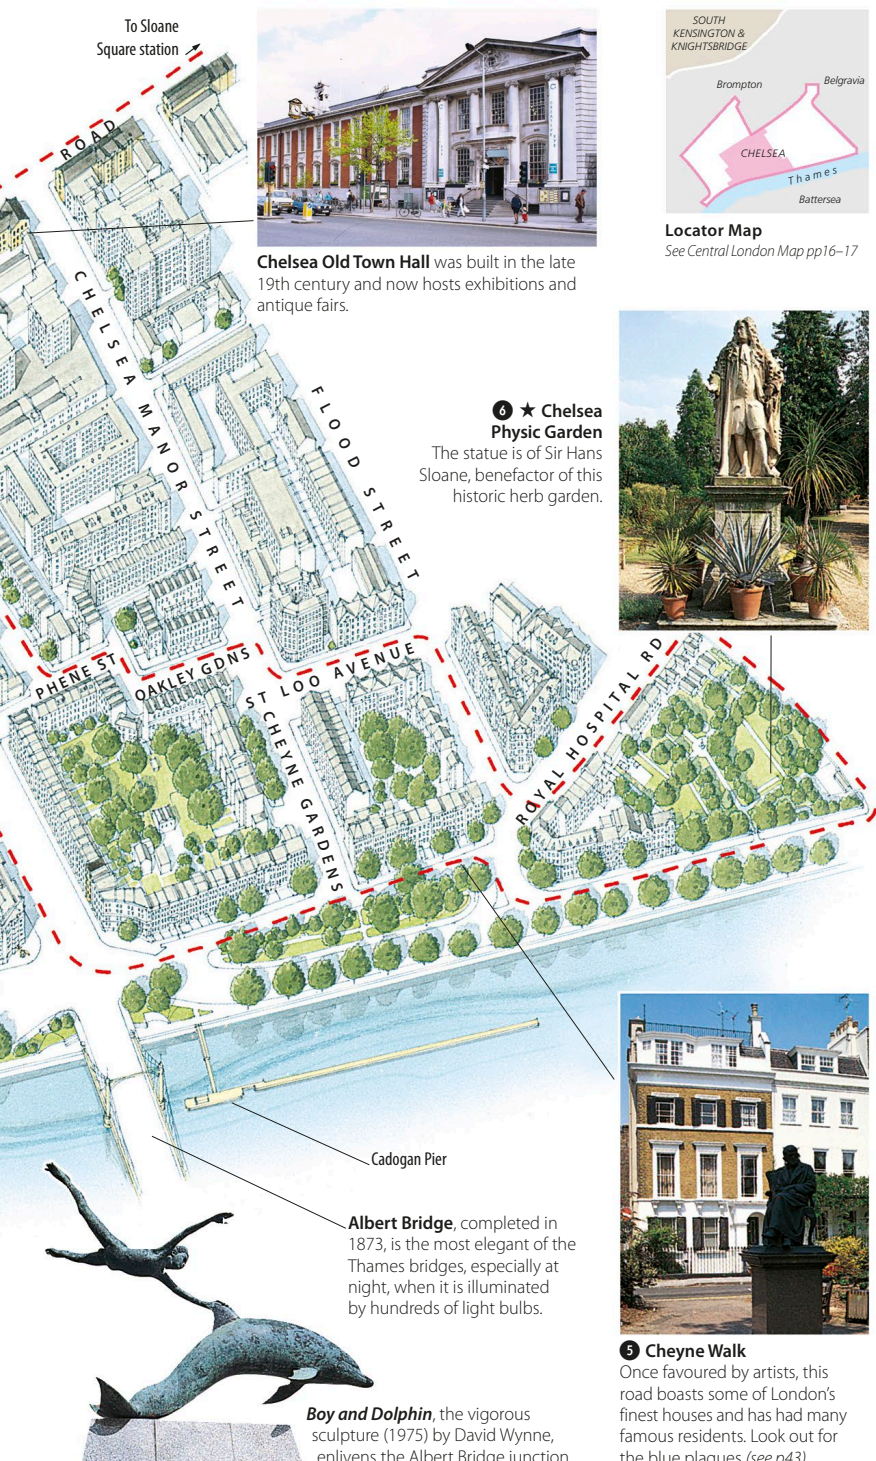 To Sloane
Square station
ROAD
Chelsea Old Town Hall was built in the late
19th century and now hosts exhibitions and
antique fairs.
SOUTH
KENSINGTON &
KNIGHTSBRIDGE
Brompton
Belgravia
CHELSEA
Thames
Battersea
Locator Map
See Central London Map pp16–17
CHELSEA MANOR STREET
FLOOD STREET
6 ★ Chelsea
Physic Garden
The statue is of Sir Hans
Sloane, benefactor of this
historic herb garden.
PHENE ST
OAKLEY GDNS
ST LOO AVENUE
CHEYNE GARDENS
ROYAL HOSPITAL RD
Cadogan Pier
Albert Bridge, completed in
1873, is the most elegant of the
Thames bridges, especially at
night, when it is illuminated
by hundreds of light bulbs.
Boy and Dolphin, the vigorous
sculpture (1975) by David Wynne,
enlivens the Albert Bridge junction
5 Cheyne Walk
Once favoured by artists, this
road boasts some of London's
finest houses and has had many
famous residents. Look out for
the blue plaques (see p43)